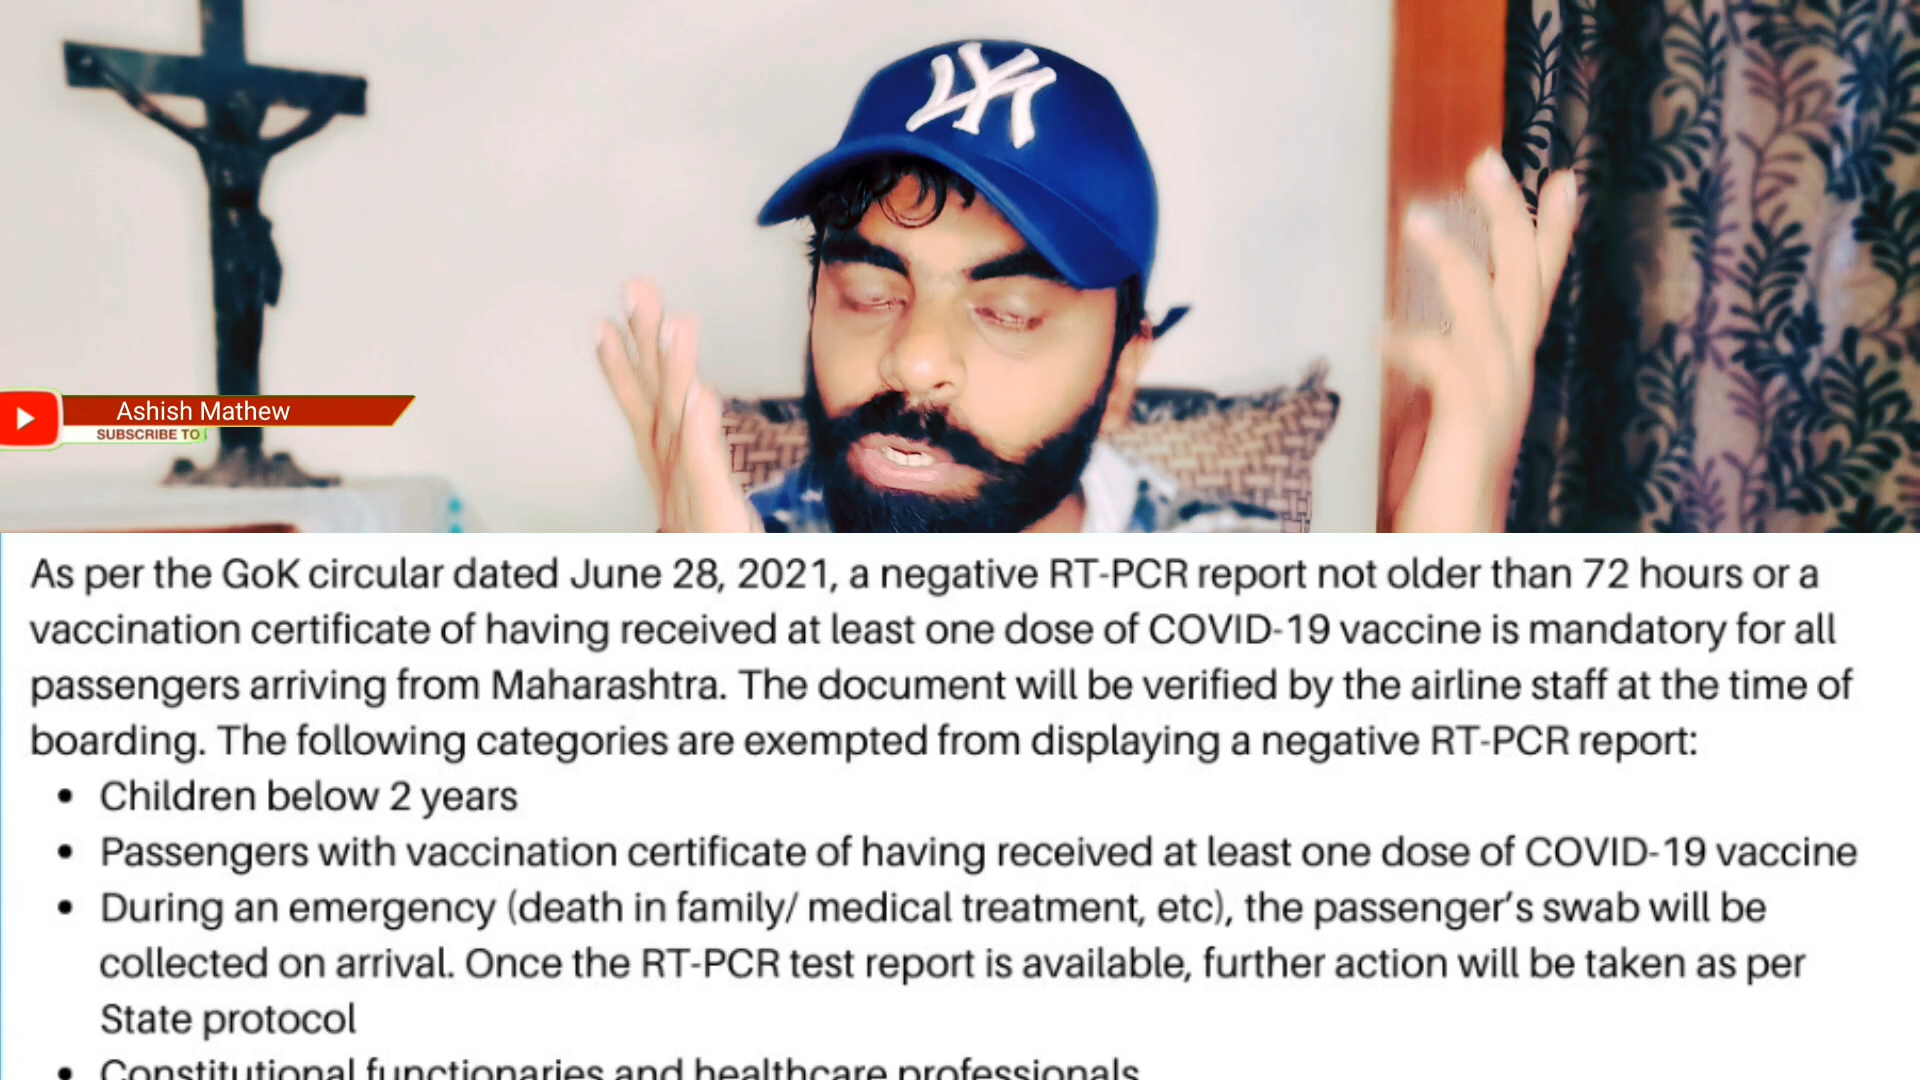 NY
Ashish Mathew
SUBSCRIBE TO
As per the GoK circular dated June 28, 2021, a negative RT-PCR report not older than 72 hours or a
vaccination certificate of having received at least one dose of COVID-19 vaccine is mandatory for all
passengers arriving from Maharashtra. The document will be verified by the airline staff at the time of
boarding. The following categories are exempted from displaying a negative RT-PCR report:
• Children below 2 years
• Passengers with vaccination certificate of having received at least one dose of COVID-19 vaccine
• During an emergency (death in family/ medical treatment, etc), the passenger’s swab will be
collected on arrival. Once the RT-PCR test report is available, further action will be taken as per
State protocol
• Constitutional functionaries and healthcare professionals